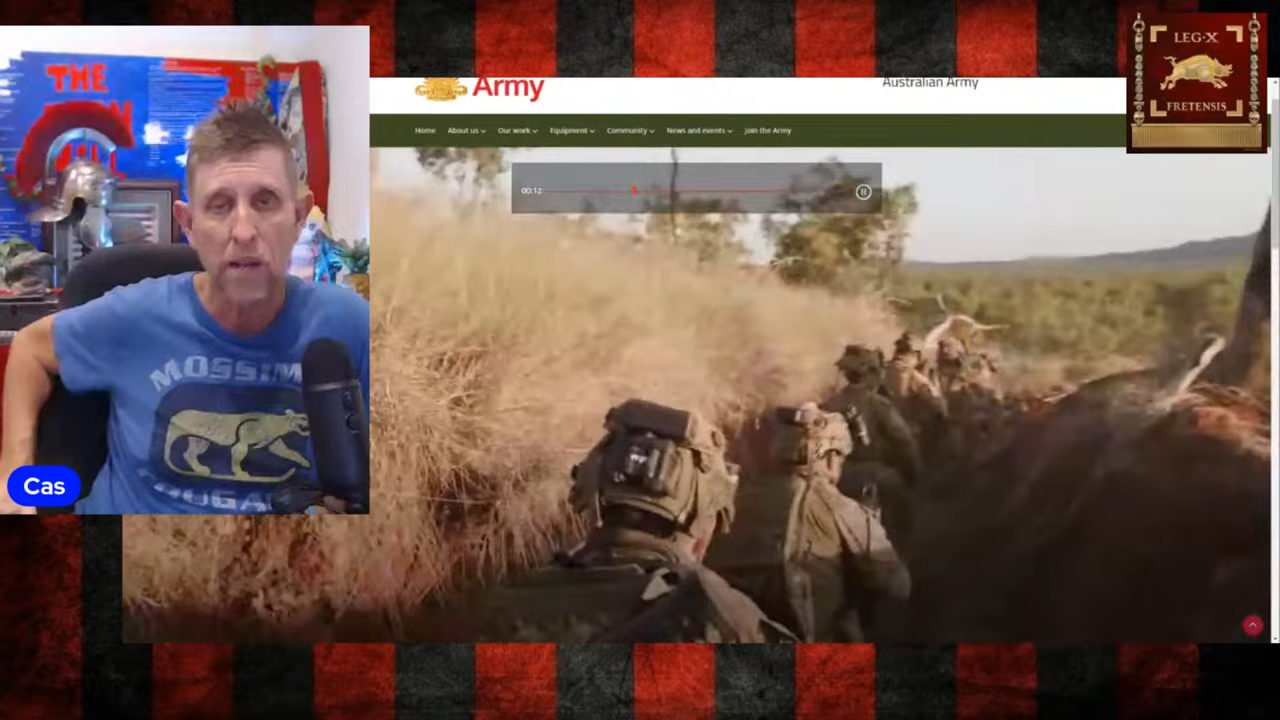 THE
Cas
MOSSIM
Army
Australian Army
Home About us Our work Equipment Community News and events Join the Army
00:12
LEG·X
FRETENSIS